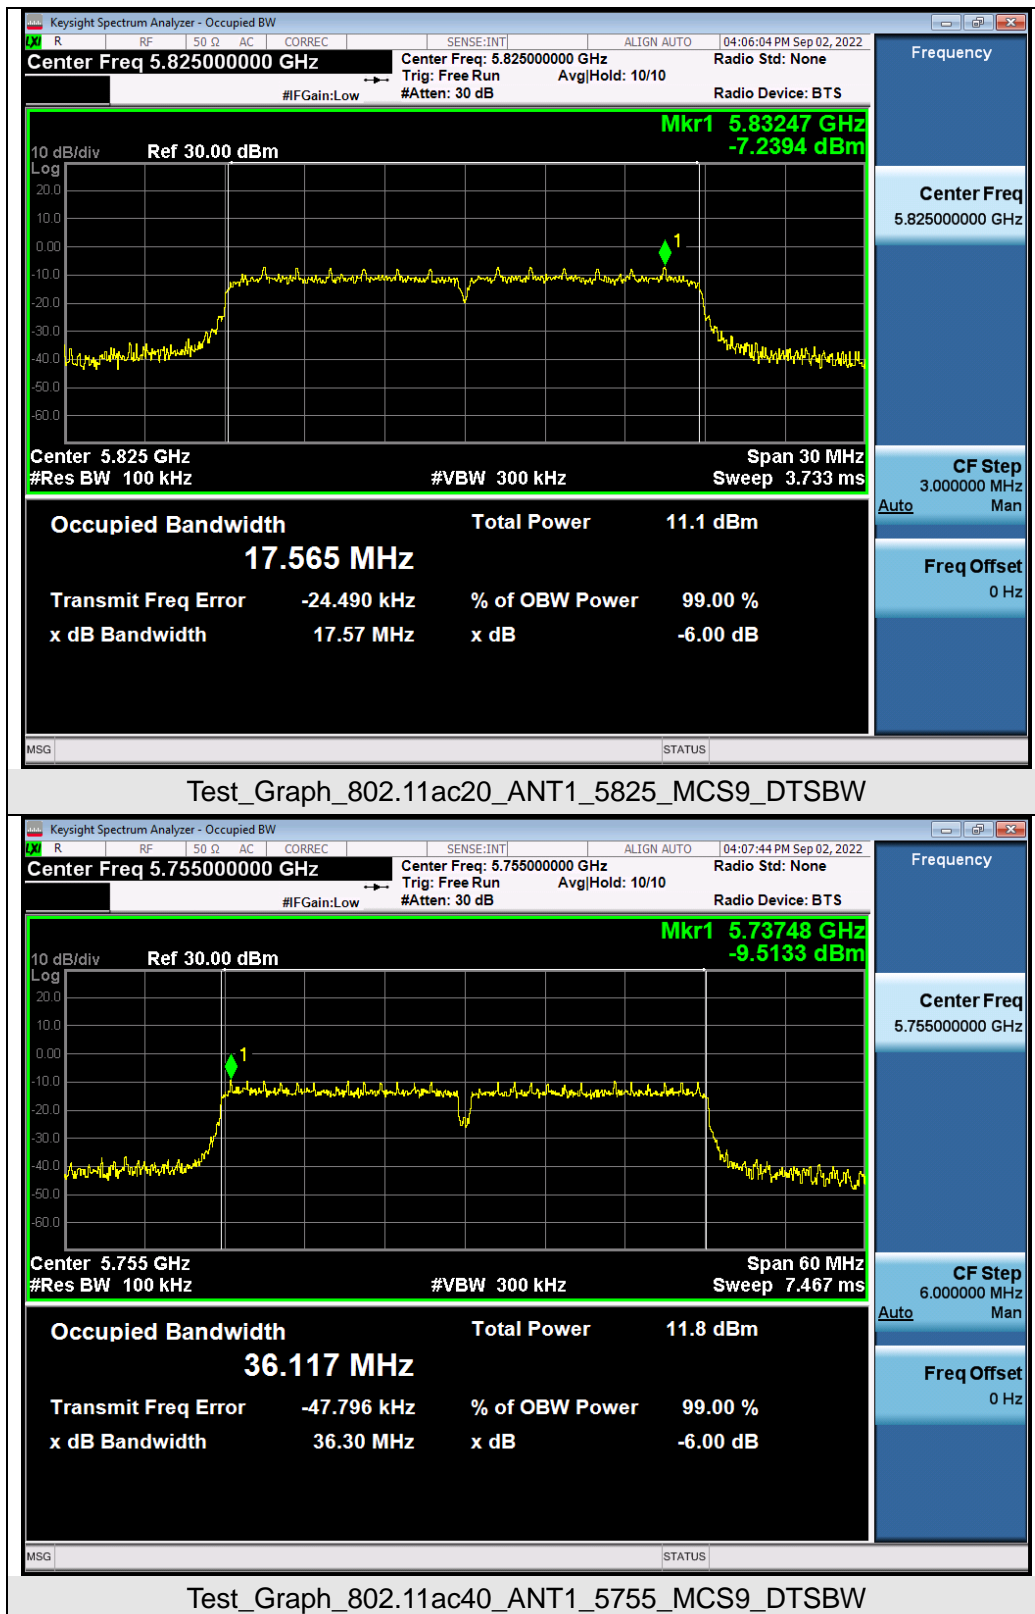 Keysight Spectrum Analyzer - Occupied BW
LXI R RF 50 Ω AC CORREC SENSE:INT ALIGN AUTO 04:06:04 PM Sep 02, 2022
Center Freq 5.825000000 GHz
Center Freq: 5.825000000 GHz
Radio Std: None
Trig: Free Run Avg|Hold: 10/10
#IFGain:Low
#Atten: 30 dB
Radio Device: BTS
Frequency
Mkr1 5.83247 GHz
-7.2394 dBm
10 dB/div Ref 30.00 dBm
Log
20.0
10.0
0.00
-10.0
-20.0
-30.0
-40.0
-50.0
-60.0
1
Center 5.825 GHz Span 30 MHz
#Res BW 100 kHz #VBW 300 kHz Sweep 3.733 ms
Center Freq
5.825000000 GHz
CF Step
3.000000 MHz
Auto Man
Freq Offset
0 Hz
Occupied Bandwidth Total Power 11.1 dBm
17.565 MHz
Transmit Freq Error -24.490 kHz % of OBW Power 99.00 %
x dB Bandwidth 17.57 MHz x dB -6.00 dB
MSG STATUS
Test_Graph_802.11ac20_ANT1_5825_MCS9_DTSBW
Keysight Spectrum Analyzer - Occupied BW
LXI R RF 50 Ω AC CORREC SENSE:INT ALIGN AUTO 04:07:44 PM Sep 02, 2022
Center Freq 5.755000000 GHz
Center Freq: 5.755000000 GHz
Radio Std: None
Trig: Free Run Avg|Hold: 10/10
#IFGain:Low
#Atten: 30 dB
Radio Device: BTS
Frequency
Mkr1 5.73748 GHz
-9.5133 dBm
10 dB/div Ref 30.00 dBm
Log
20.0
10.0
0.00
-10.0
-20.0
-30.0
-40.0
-50.0
-60.0
1
Center 5.755 GHz Span 60 MHz
#Res BW 100 kHz #VBW 300 kHz Sweep 7.467 ms
Center Freq
5.755000000 GHz
CF Step
6.000000 MHz
Auto Man
Freq Offset
0 Hz
Occupied Bandwidth Total Power 11.8 dBm
36.117 MHz
Transmit Freq Error -47.796 kHz % of OBW Power 99.00 %
x dB Bandwidth 36.30 MHz x dB -6.00 dB
MSG STATUS
Test_Graph_802.11ac40_ANT1_5755_MCS9_DTSBW